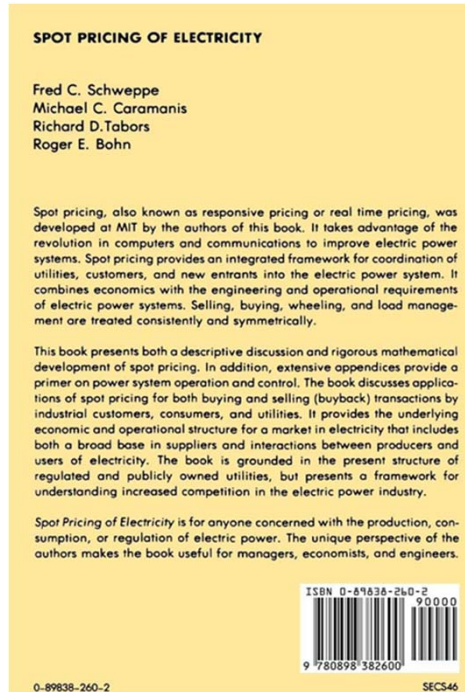 SPOT PRICING OF ELECTRICITY
Fred C. Schweppe
Michael C. Caramanis
Richard D.Tabors
Roger E. Bohn
Spot pricing, also known as responsive pricing or real time pricing, was
developed at MIT by the authors of this book. It takes advantage of the
revolution in computers and communications to improve electric power
systems. Spot pricing provides an integrated framework for coordination of
utilities, customers, and new entrants into the electric power system. It
combines economics with the engineering and operational requirements
of electric power systems. Selling, buying, wheeling, and load manage-
ment are treated consistently and symmetrically.
This book presents both a descriptive discussion and rigorous mathematical
development of spot pricing. In addition, extensive appendices provide a
primer on power system operation and control. The book discusses applica-
tions of spot pricing for both buying and selling (buyback) transactions by
industrial customers, consumers, and utilities. It provides the underlying
economic and operational structure for a market in electricity that includes
both a broad base in suppliers and interactions between producers and
users of electricity. The book is grounded in the present structure of
regulated and publicly owned utilities, but presents a framework for
understanding increased competition in the electric power industry.
Spot Pricing of Electricity is for anyone concerned with the production, con-
sumption, or regulation of electric power. The unique perspective of the
authors makes the book useful for managers, economists, and engineers.
ISBN 0-89838-260-2
90000
9 780898 382600
0-89838-260-2 SECS46